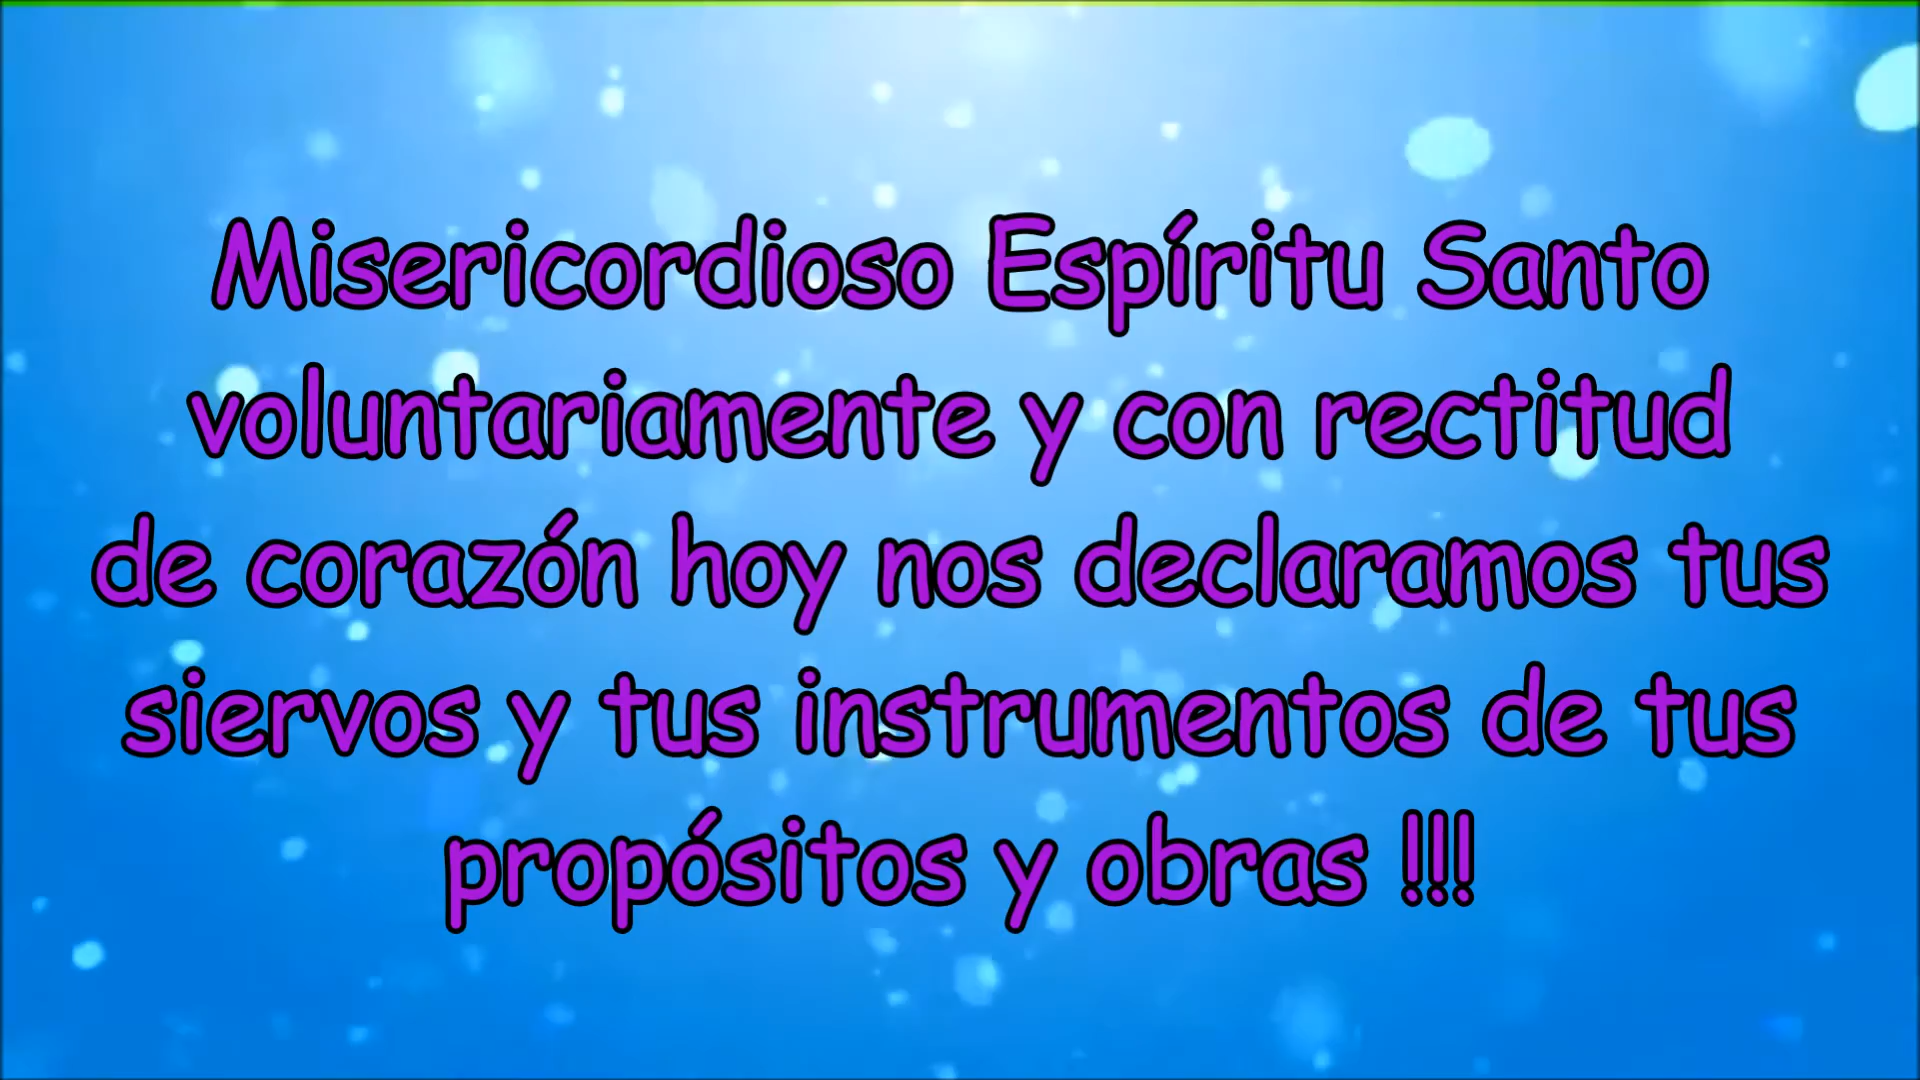 Misericordioso Espíritu Santo
voluntariamente y con rectitud
de corazón hoy nos declaramos tus
siervos y tus instrumentos de tus
propósitos y obras !!!